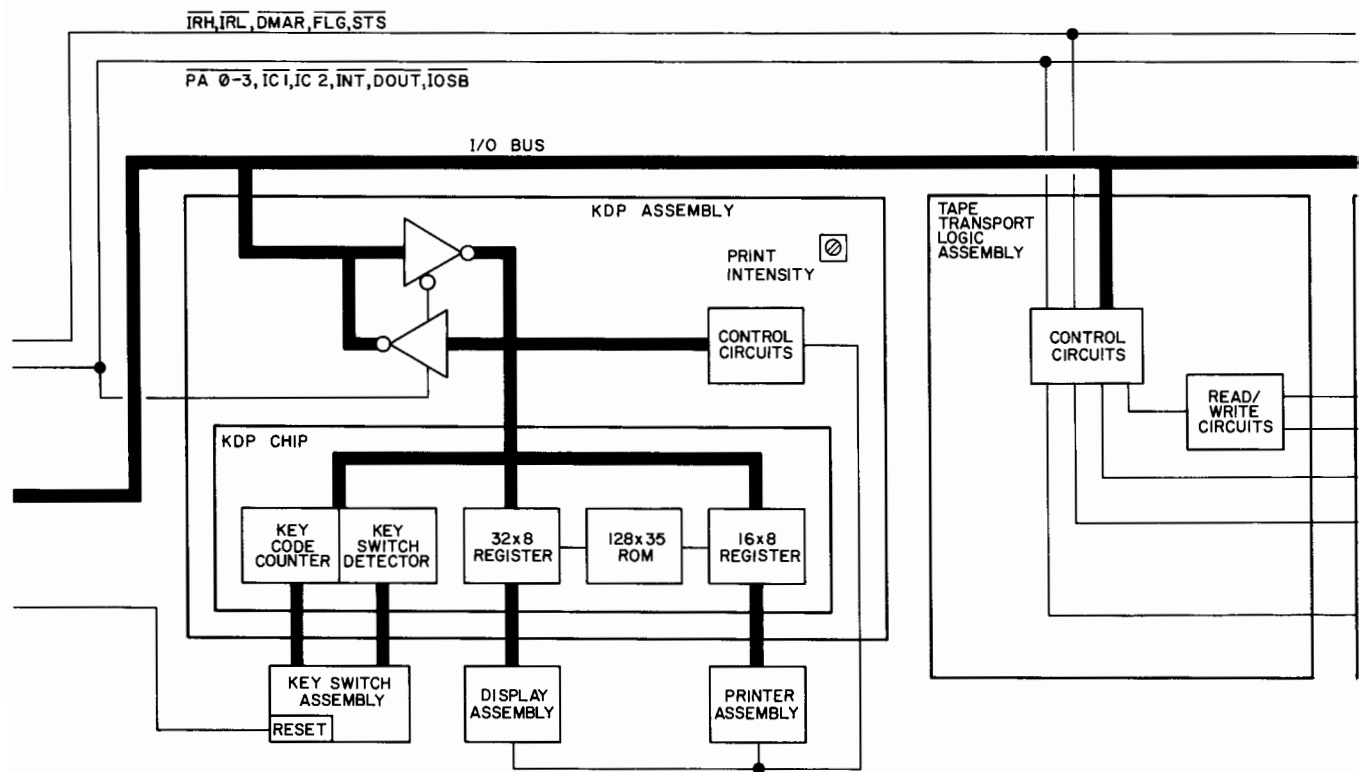 IRH,IRL,DMAR,FLG,STS
PA 0-3,IC1,IC2,INT,DOUT,IOSB
I/O BUS
KDP ASSEMBLY
PRINT
INTENSITY
CONTROL
CIRCUITS
KDP CHIP
KEY
CODE
COUNTER
KEY
SWITCH
DETECTOR
32x8
REGISTER
128x35
ROM
16x8
REGISTER
KEY SWITCH
ASSEMBLY
RESET
DISPLAY
ASSEMBLY
PRINTER
ASSEMBLY
TAPE
TRANSPORT
LOGIC
ASSEMBLY
CONTROL
CIRCUITS
READ/
WRITE
CIRCUITS